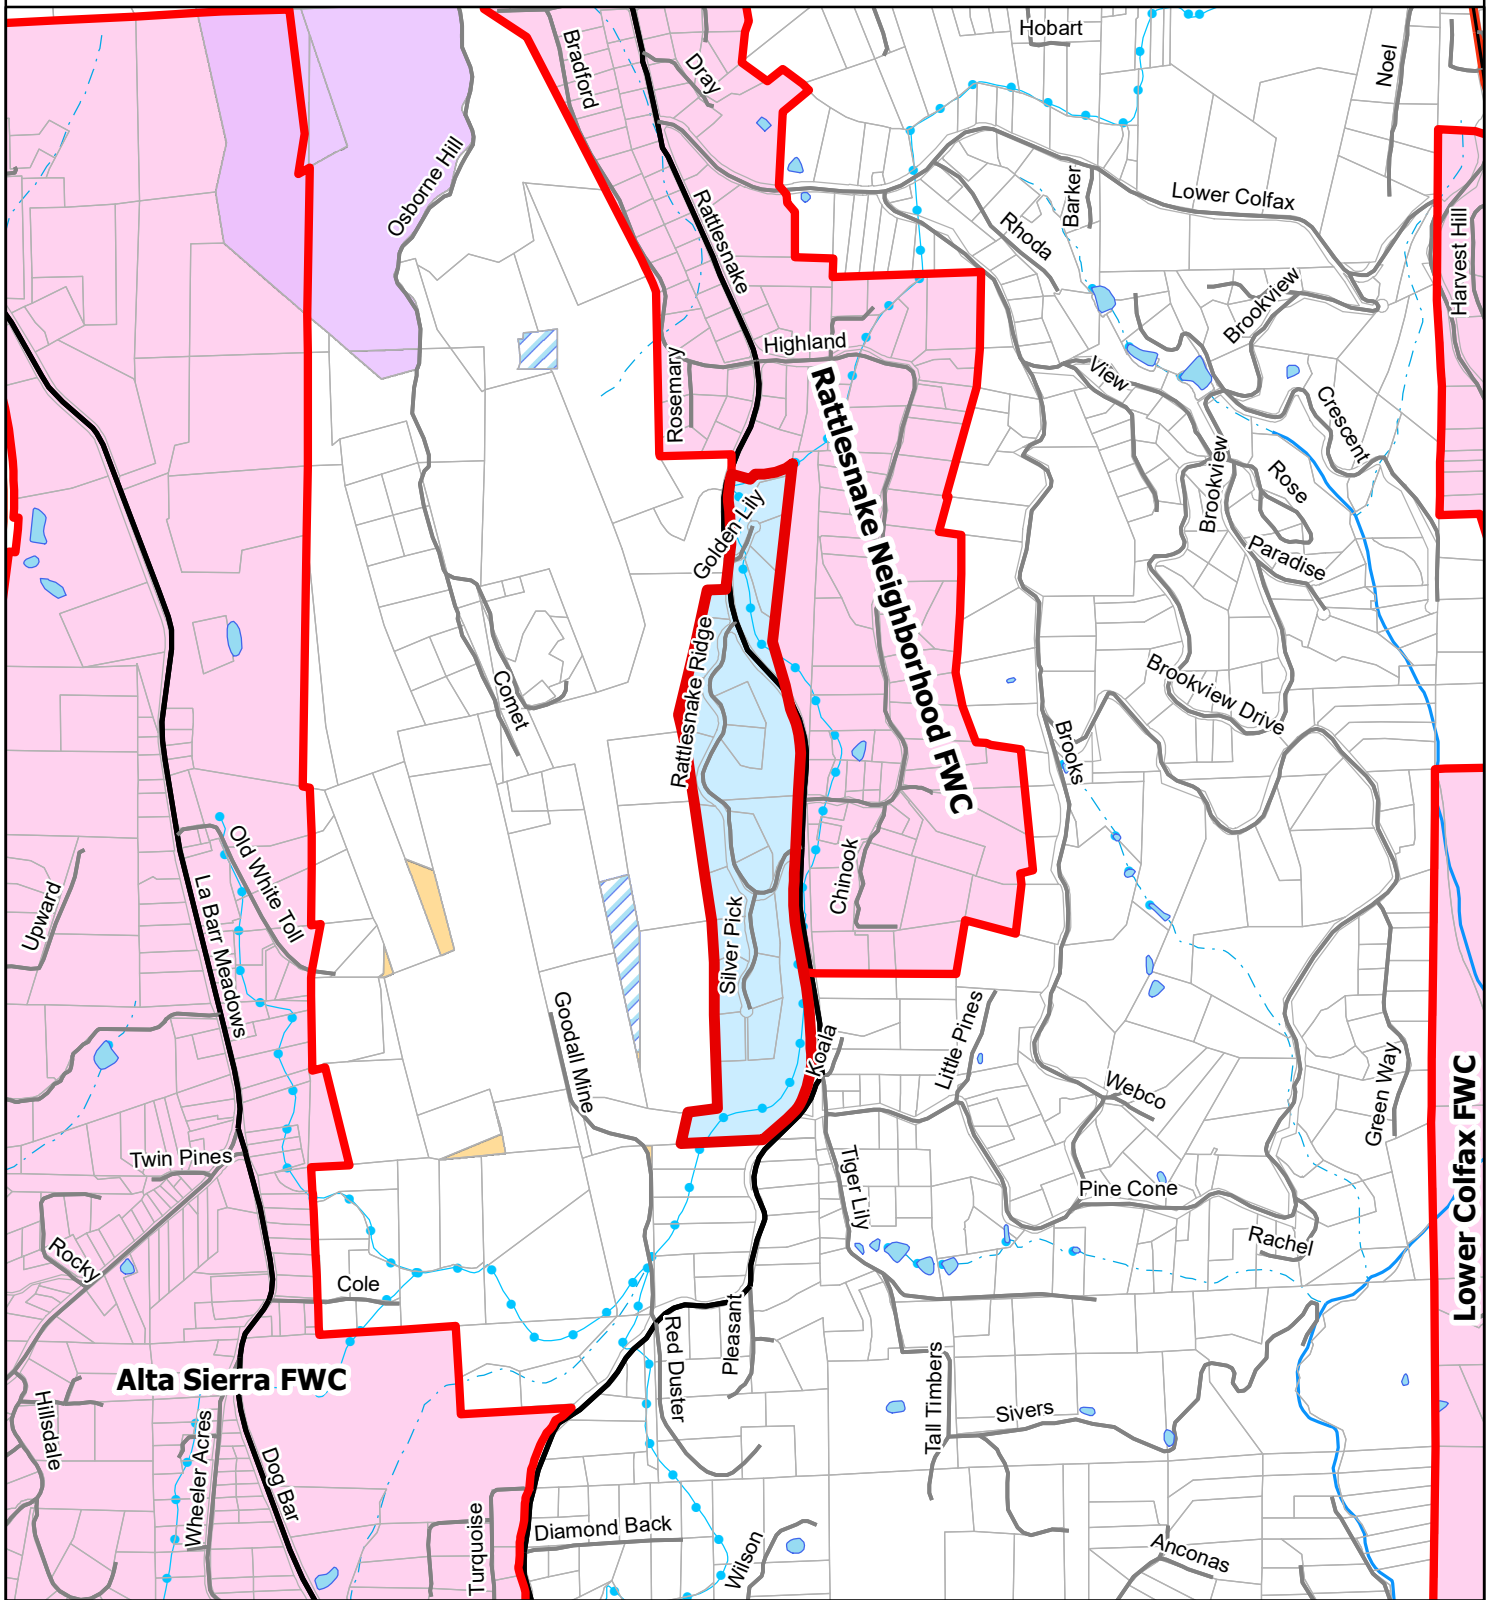 Hobart
Noel
Bradford
Dray
Osborne Hill
Rattlesnake
Barker
Lower Colfax
Rhoda
Harvest Hill
Brookview
Highland
Rosemary
View
Crescent
Rattlesnake Neighborhood FWC
Brookview
Rose
Golden Lily
Paradise
Rattlesnake Ridge
Comet
Brookview Drive
Brooks
Old White Toll
Upward
La Barr Meadows
Chinook
Silver Pick
Goodall Mine
Little Pines
Koala
Webco
Green Way
Lower Colfax FWC
Twin Pines
Tiger Lily
Pine Cone
Rachel
Rocky
Cole
Red Duster
Pleasant
Alta Sierra FWC
Tall Timbers
Hillsdale
Wheeler Acres
Sivers
Dog Bar
Turquoise
Diamond Back
Wilson
Anconas